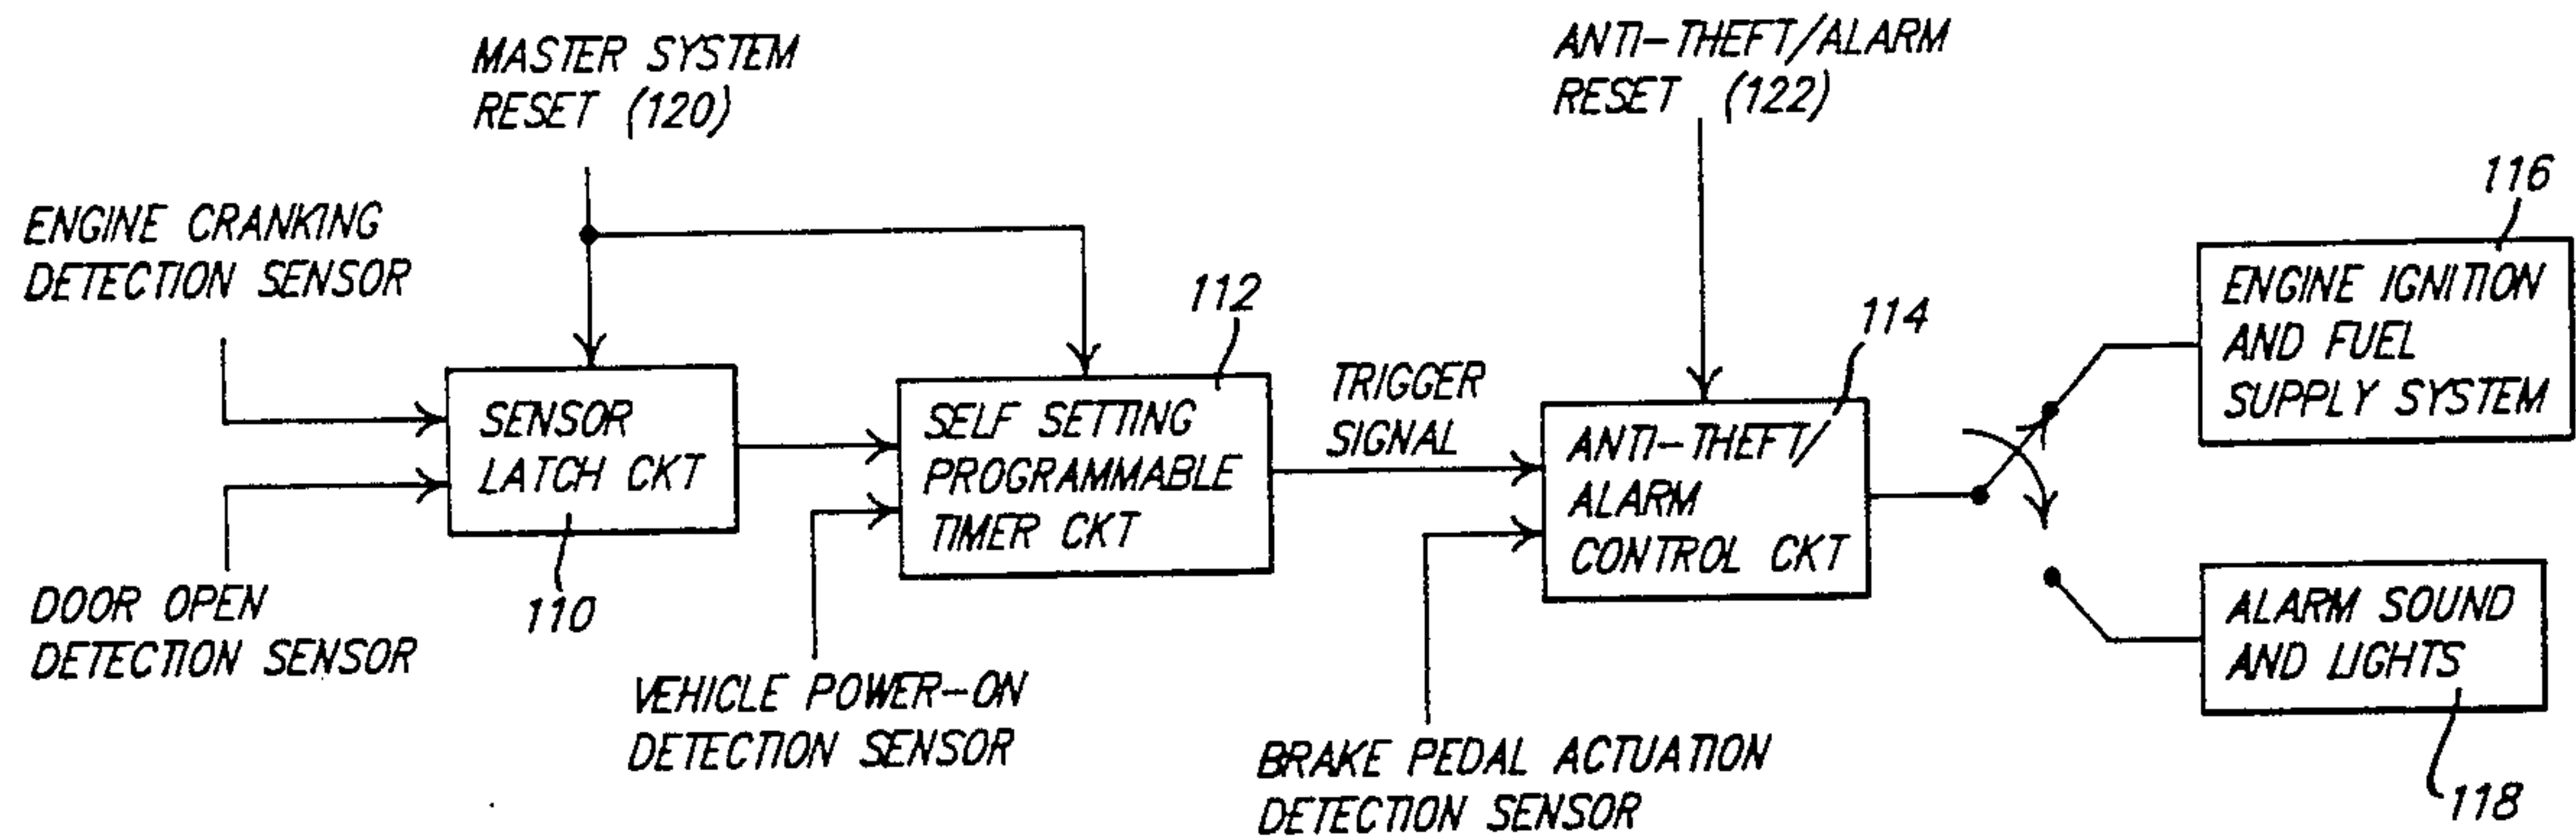 MASTER SYSTEM
RESET (120)
ANTI-THEFT/ALARM
RESET (122)
116
ENGINE CRANKING
DETECTION SENSOR
112
ENGINE IGNITION
AND FUEL
SUPPLY SYSTEM
114
TRIGGER
SIGNAL
SENSOR
LATCH CKT
SELF SETTING
PROGRAMMABLE
TIMER CKT
ANTI-THEFT/
ALARM
CONTROL CKT
DOOR OPEN
DETECTION SENSOR
110
ALARM SOUND
AND LIGHTS
VEHICLE POWER-ON
DETECTION SENSOR
BRAKE PEDAL ACTUATION
DETECTION SENSOR
118